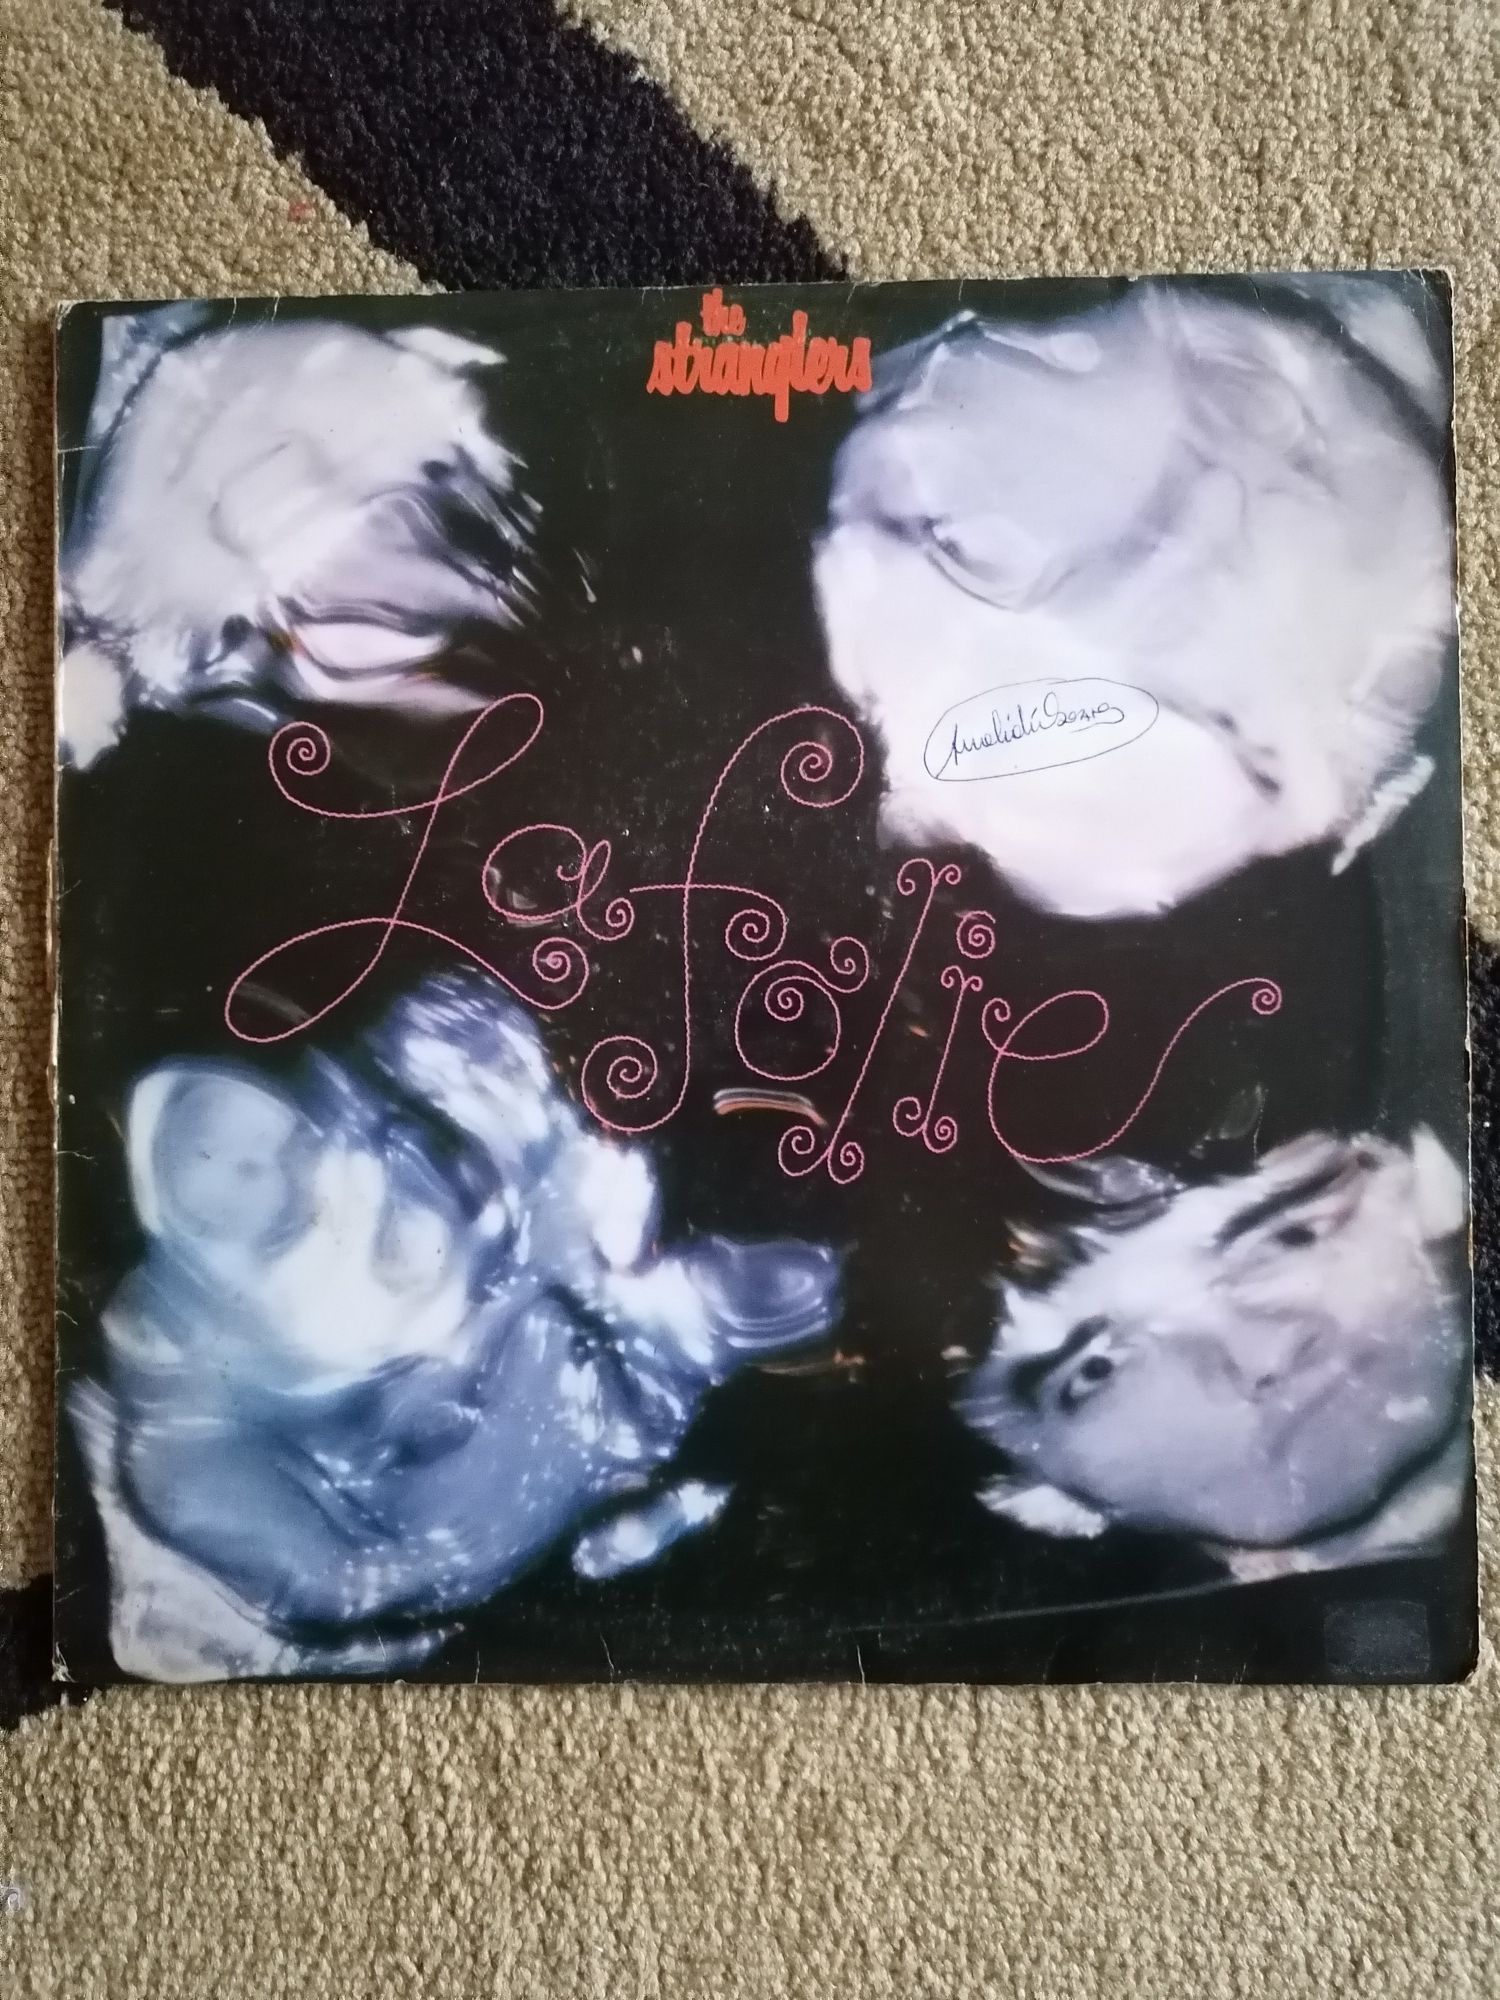 the
stranglers
La folie